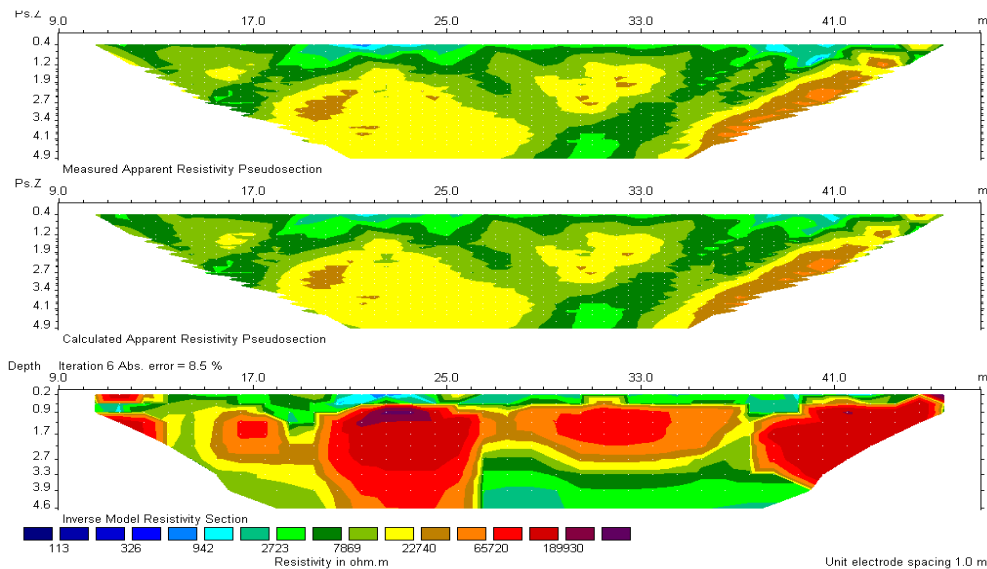 Ps.Z
9.0 17.0 25.0 33.0 41.0 m
0.4
1.2
1.9
2.7
3.4
4.1
4.9
Measured Apparent Resistivity Pseudosection
Ps.Z
9.0 17.0 25.0 33.0 41.0 m
0.4
1.2
1.9
2.7
3.4
4.1
4.9
Calculated Apparent Resistivity Pseudosection
Depth Iteration 6 Abs. error = 8.5 %
9.0 17.0 25.0 33.0 41.0 m
0.2
0.9
1.7
2.7
3.3
3.9
4.6
Inverse Model Resistivity Section
113 326 942 2723 7869 22740 65720 189930
Resistivity in ohm.m Unit electrode spacing 1.0 m